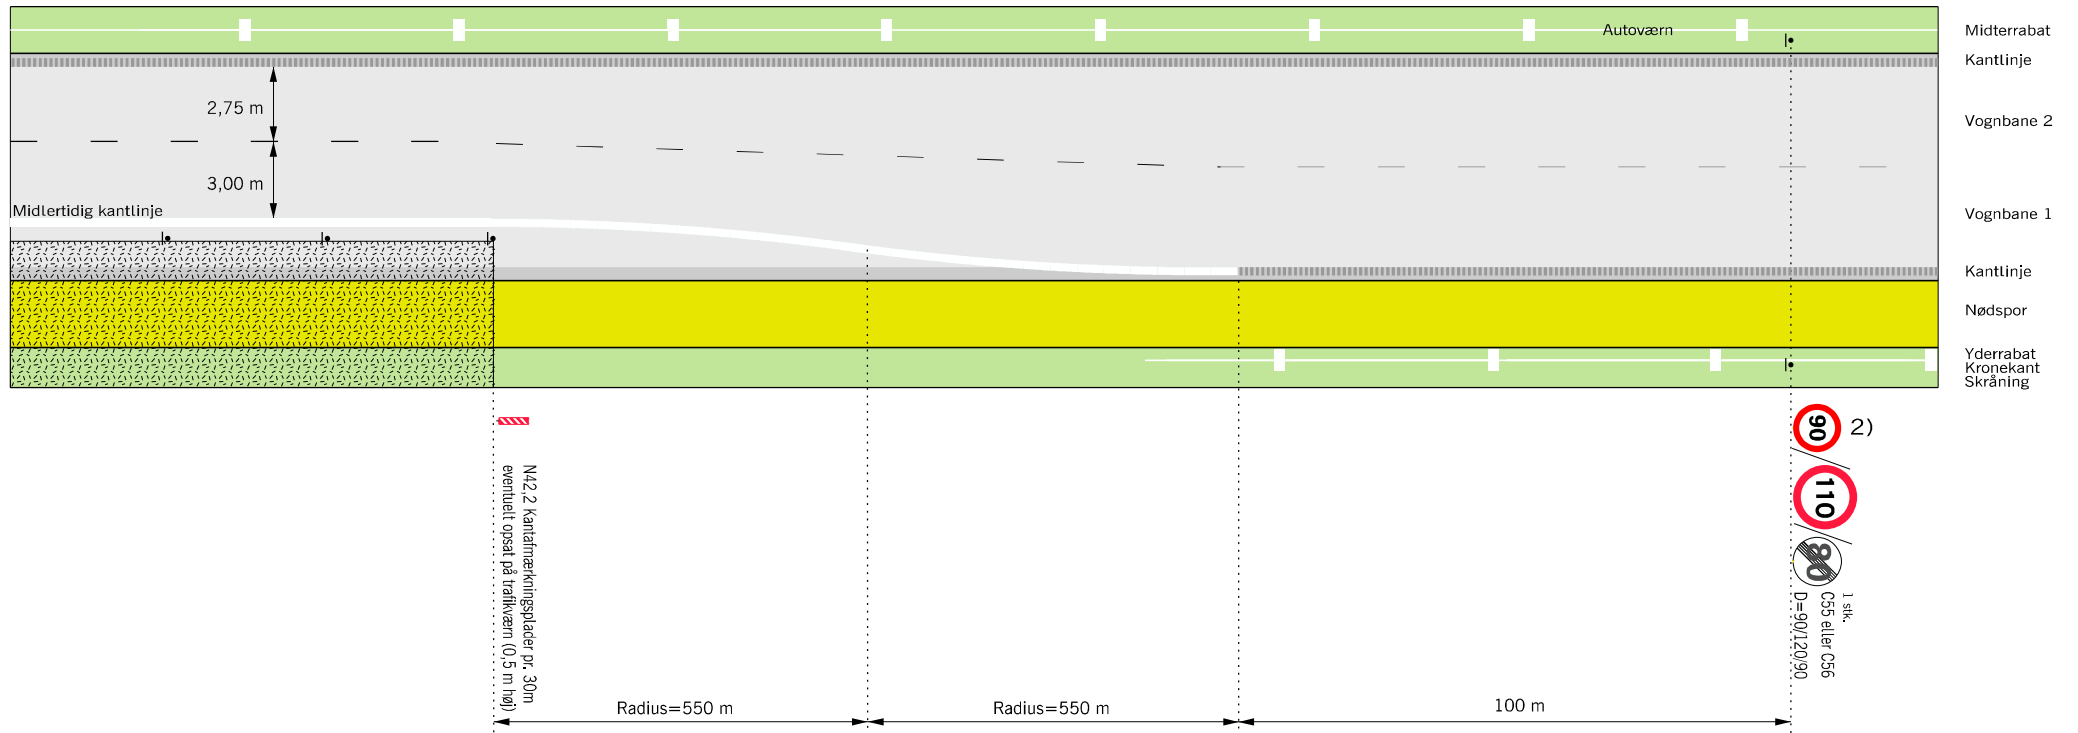 Autoværn
Midterrabat
Kantlinje
2,75 m
Vognbane 2
3,00 m
Midlertidig kantlinje
Vognbane 1
Kantlinje
Nødspor
Yderrabat
Kronekant
Skråning
N42,2 Kantafmærkningsplader pr. 30m
eventuelt opsat på trafikværn (0,5 m høj)
90
2)
110
80
1 stk.
C55 eller C56
D=90/120/90
Radius=550 m
Radius=550 m
100 m